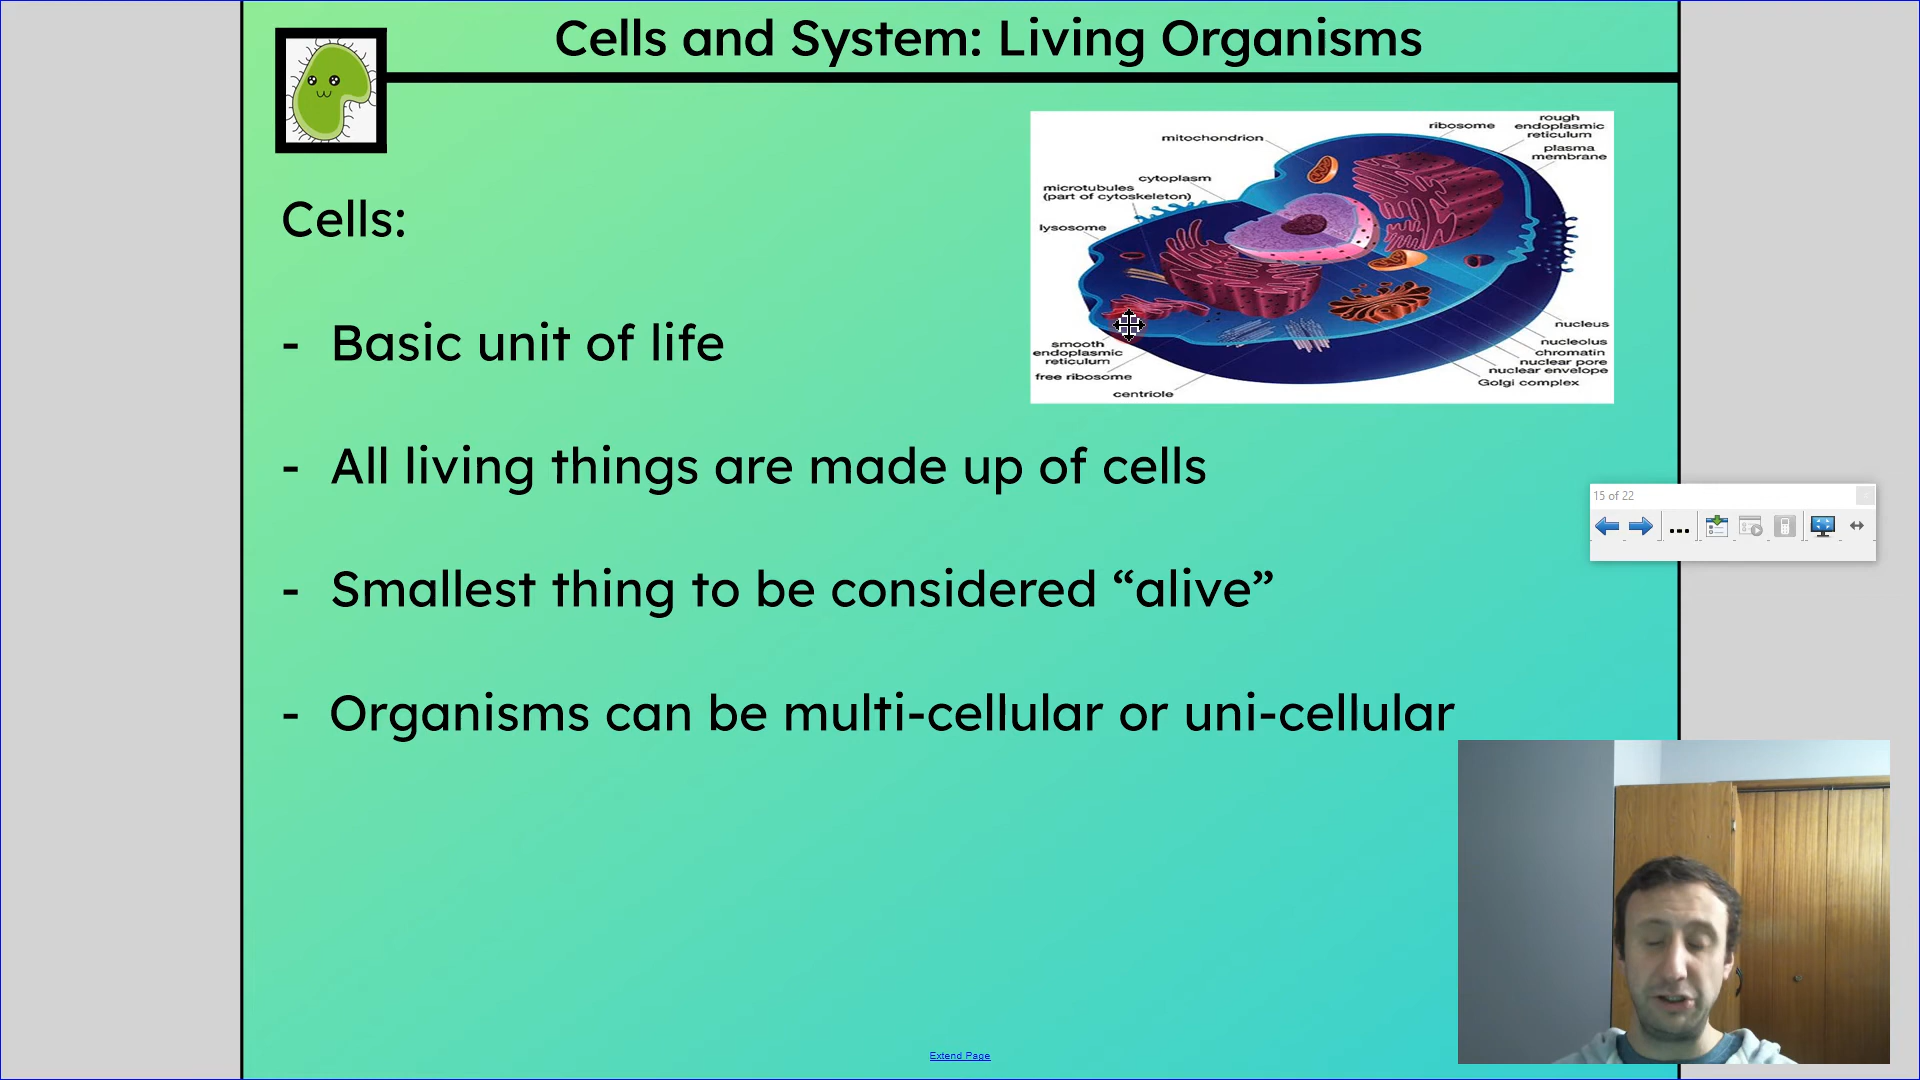 Cells and System: Living Organisms
Cells:
- Basic unit of life
- All living things are made up of cells
- Smallest thing to be considered “alive”
- Organisms can be multi-cellular or uni-cellular
mitochondrion
ribosome
rough
endoplasmic
reticulum
plasma
membrane
cytoplasm
microtubules
(part of cytoskeleton)
lysosome
smooth
endoplasmic
reticulum
free ribosome
centriole
nucleus
nucleolus
chromatin
nuclear pore
nuclear envelope
Golgi complex
15 of 22
...
Extend Page